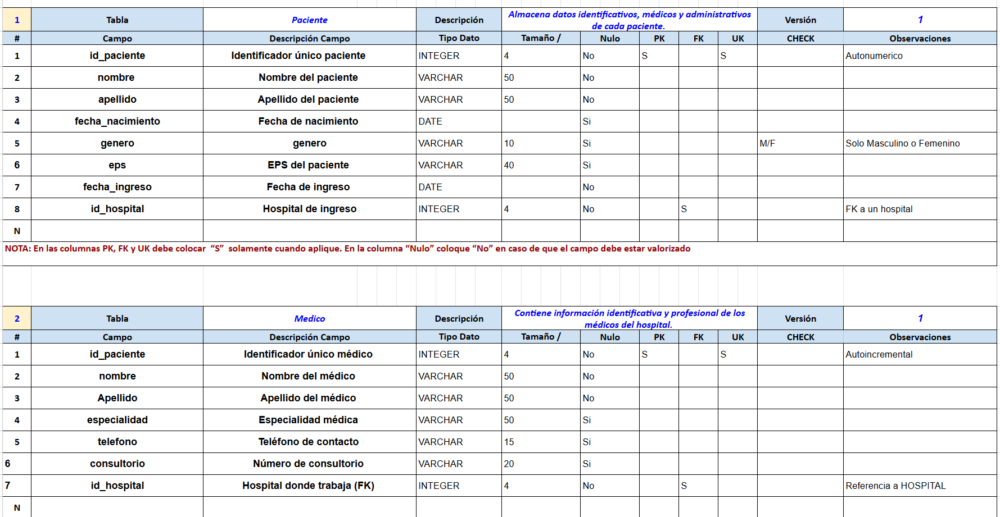 1 Tabla Paciente Descripción Almacena datos identificativos, médicos y administrativos de cada paciente. Versión 1
# Campo Descripción Campo Tipo Dato Tamaño / Nulo PK FK UK CHECK Observaciones
1 id_paciente Identificador único paciente INTEGER 4 No S S Autonumerico
2 nombre Nombre del paciente VARCHAR 50 No
3 apellido Apellido del paciente VARCHAR 50 No
4 fecha_nacimiento Fecha de nacimiento DATE Si
5 genero genero VARCHAR 10 Si M/F Solo Masculino o Femenino
6 eps EPS del paciente VARCHAR 40 Si
7 fecha_ingreso Fecha de ingreso DATE No
8 id_hospital Hospital de ingreso INTEGER 4 No S FK a un hospital
N
NOTA: En las columnas PK, FK y UK debe colocar “S” solamente cuando aplique. En la columna “Nulo” coloque “No” en caso de que el campo debe estar valorizado
2 Tabla Medico Descripción Contiene información identificativa y profesional de los médicos del hospital. Versión 1
# Campo Descripción Campo Tipo Dato Tamaño / Nulo PK FK UK CHECK Observaciones
1 id_paciente Identificador único médico INTEGER 4 No S S Autoincremental
2 nombre Nombre del médico VARCHAR 50 No
3 Apellido Apellido del médico VARCHAR 50 No
4 especialidad Especialidad médica VARCHAR 50 Si
5 telefono Teléfono de contacto VARCHAR 15 Si
6 consultorio Número de consultorio VARCHAR 20 Si
7 id_hospital Hospital donde trabaja (FK) INTEGER 4 No S Referencia a HOSPITAL
N